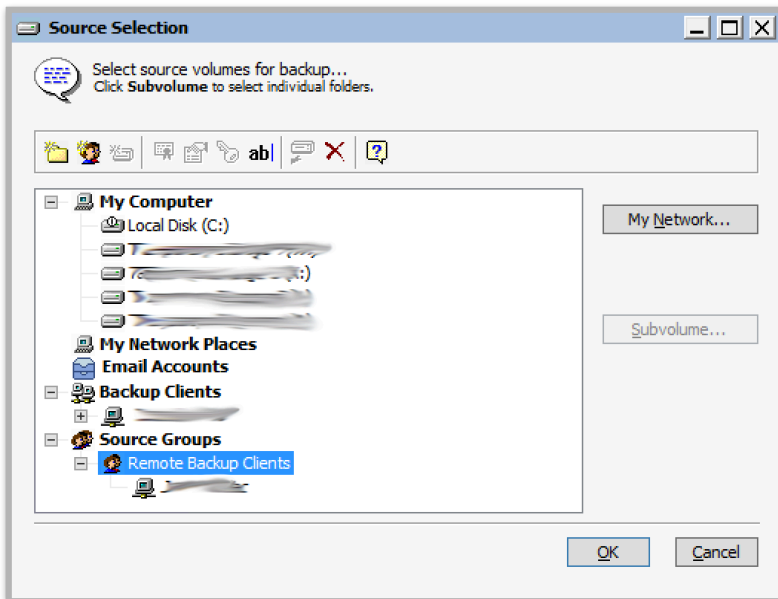 Source Selection
Select source volumes for backup...
Click Subvolume to select individual folders.
ab
My Computer
Local Disk (C:)
:)
My Network Places
Email Accounts
Backup Clients
Source Groups
Remote Backup Clients
My Network...
Subvolume...
OK
Cancel